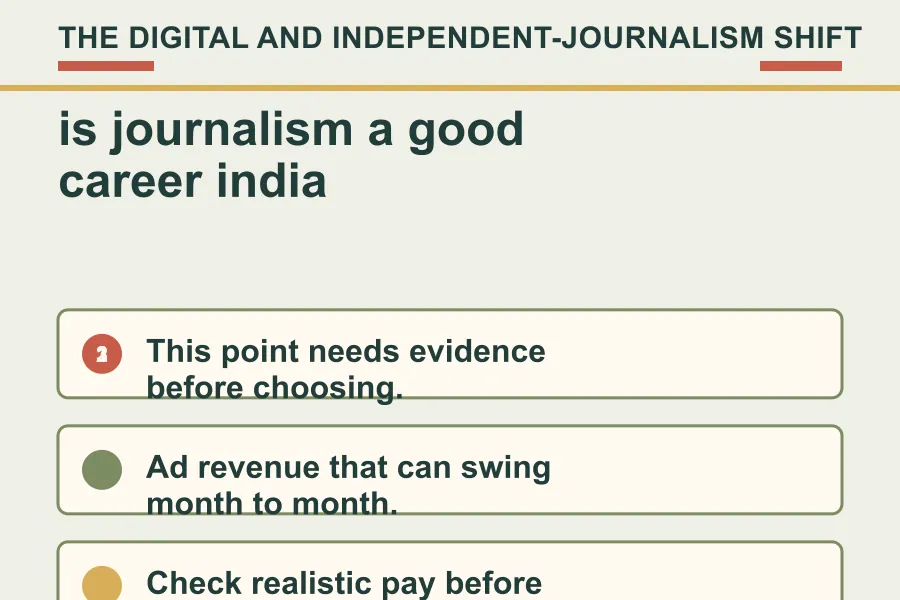 THE DIGITAL AND INDEPENDENT-JOURNALISM SHIFT
is journalism a good
career india
This point needs evidence
before choosing.
Ad revenue that can swing
month to month.
Check realistic pay before